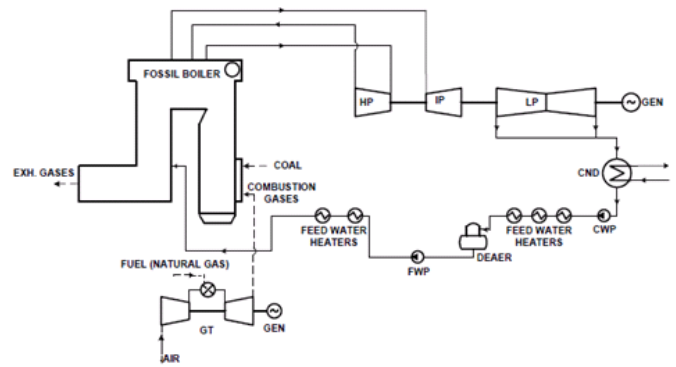 FOSSIL BOILER
HP
IP
LP
GEN
EXH. GASES
COAL
COMBUSTION
GASES
CND
FEED WATER
HEATERS
FEED WATER
HEATERS
CWP
DEAER
FWP
FUEL (NATURAL GAS)
GT
GEN
AIR